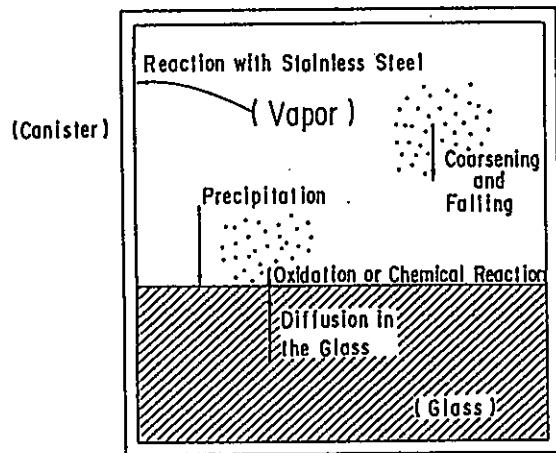 Reaction with Stainless Steel
(Vapor)
(Canister)
Coarsening
and
Falling
Precipitation
Oxidation or Chemical Reaction
Diffusion in
the Glass
(Glass)